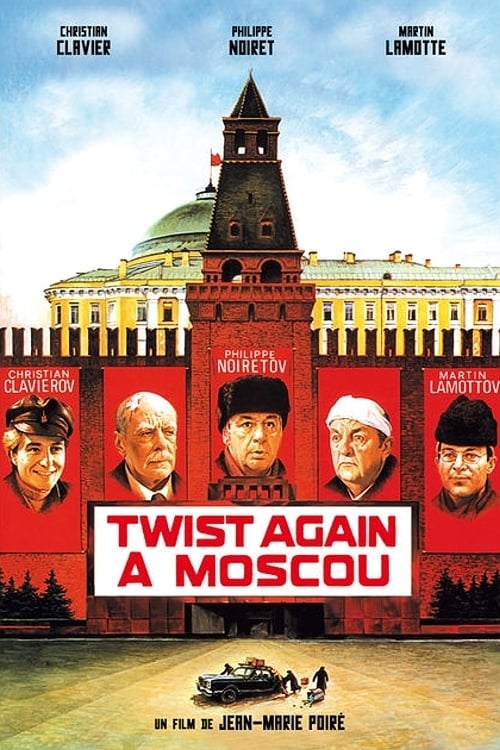 CHRISTIAN
CLAVIER
PHILIPPE
NOIRET
MARTIN
LAMOTTE
CHRISTIAN
CLAVIEROV
PHILIPPE
NOIRETOV
MARTIN
LAMOTTOV
TWIST AGAIN
A MOSCOU
UN FILM DE JEAN-MARIE POIRÉ